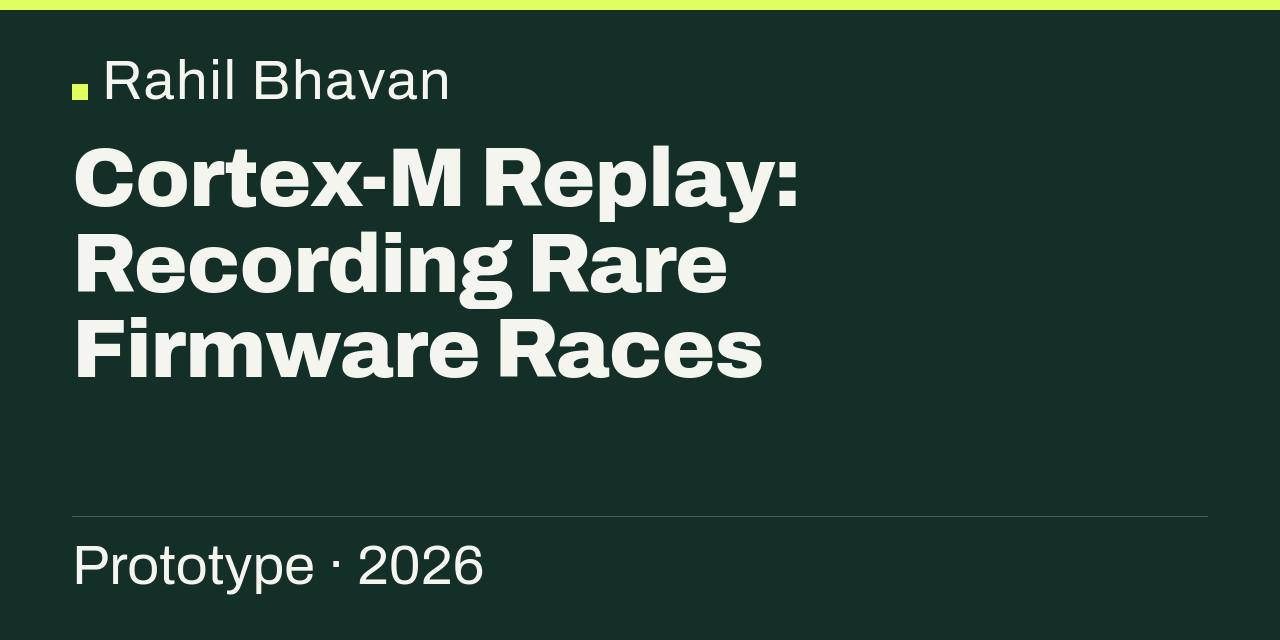 Rahil Bhavan
Cortex-M Replay:
Recording Rare
Firmware Races
Prototype · 2026